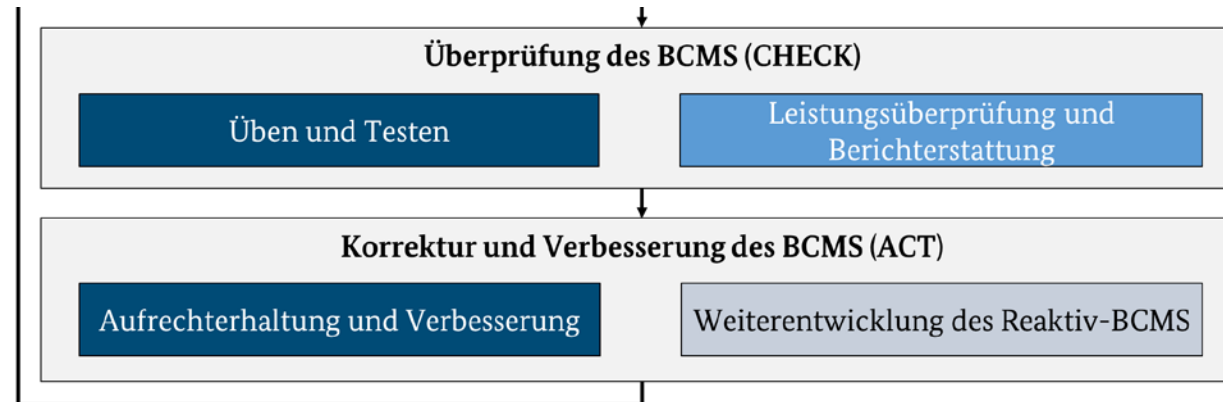 Überprüfung des BCMS (CHECK)
Üben und Testen
Leistungsüberprüfung und
Berichterstattung
Korrektur und Verbesserung des BCMS (ACT)
Aufrechterhaltung und Verbesserung
Weiterentwicklung des Reaktiv-BCMS